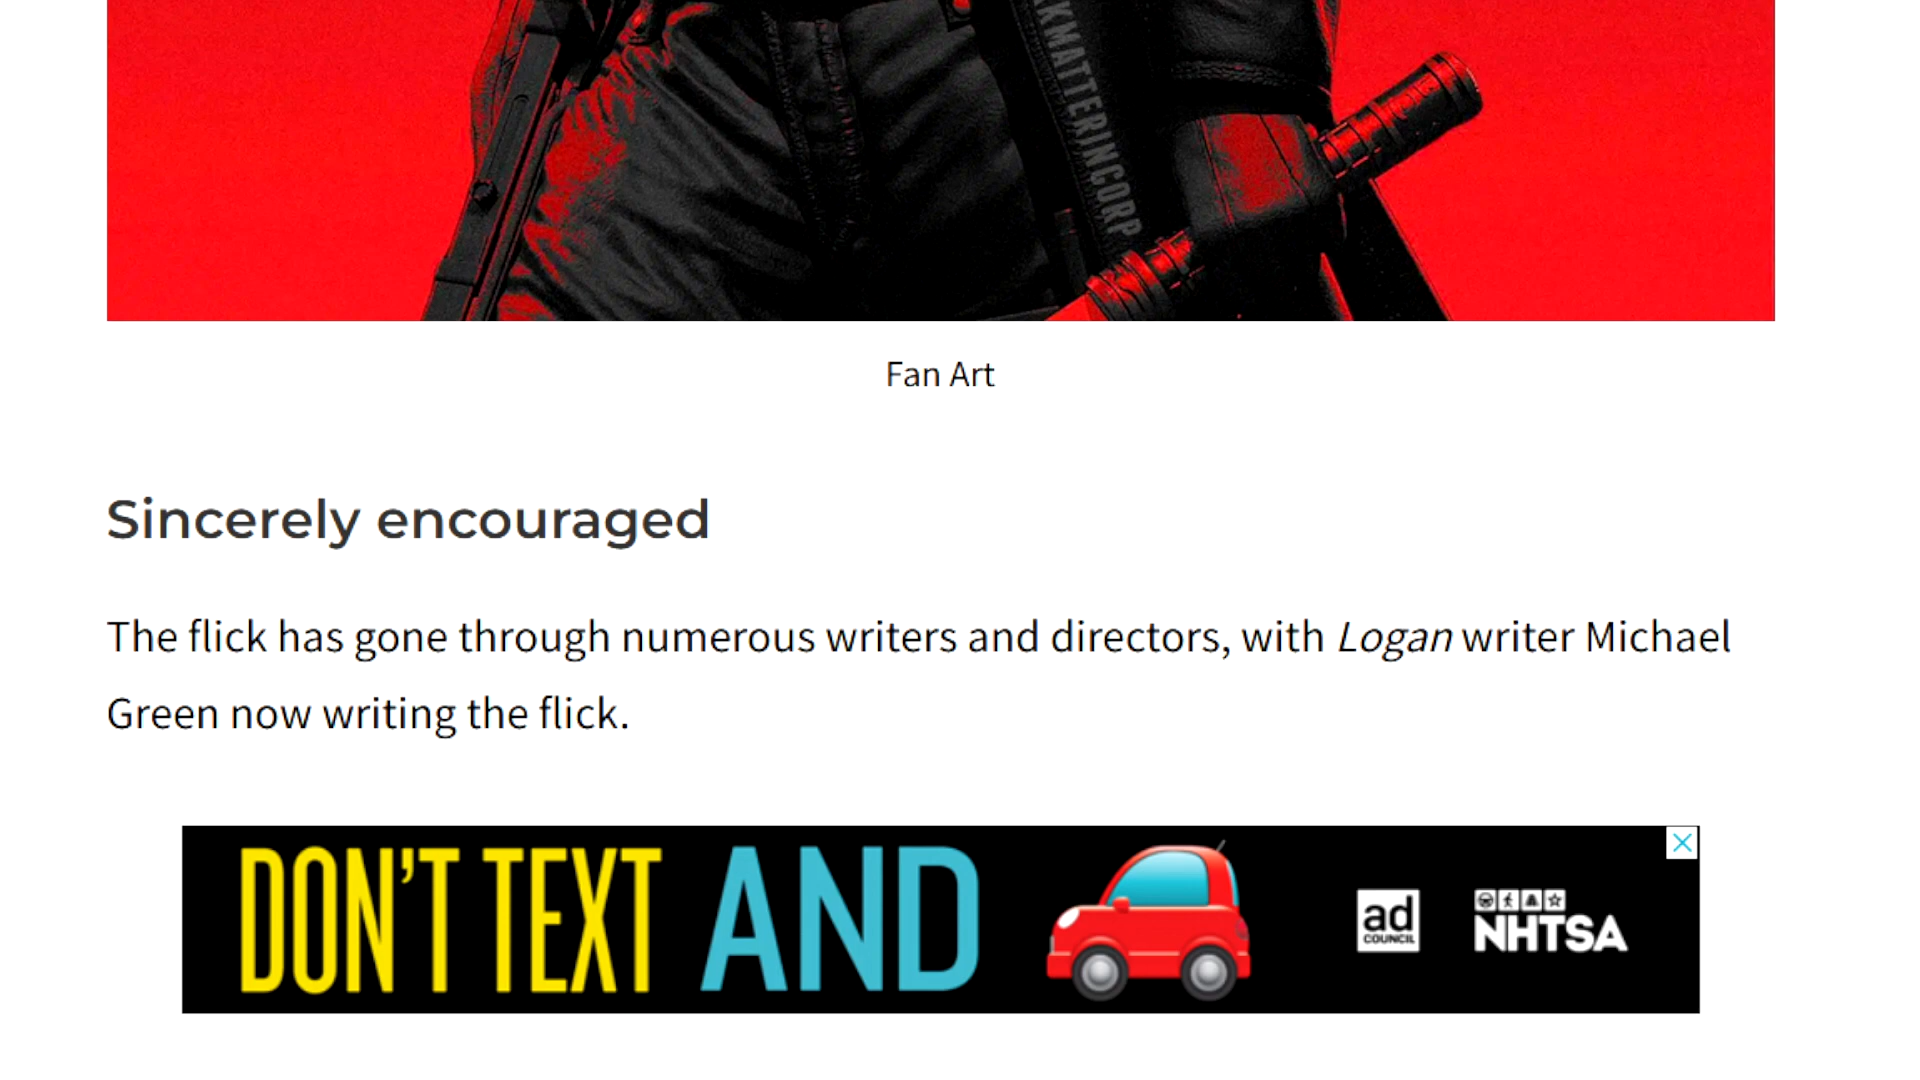 KMATTERINCORP
Fan Art
Sincerely encouraged
The flick has gone through numerous writers and directors, with Logan writer Michael
Green now writing the flick.
DON'T TEXT AND
ad
COUNCIL
NHTSA